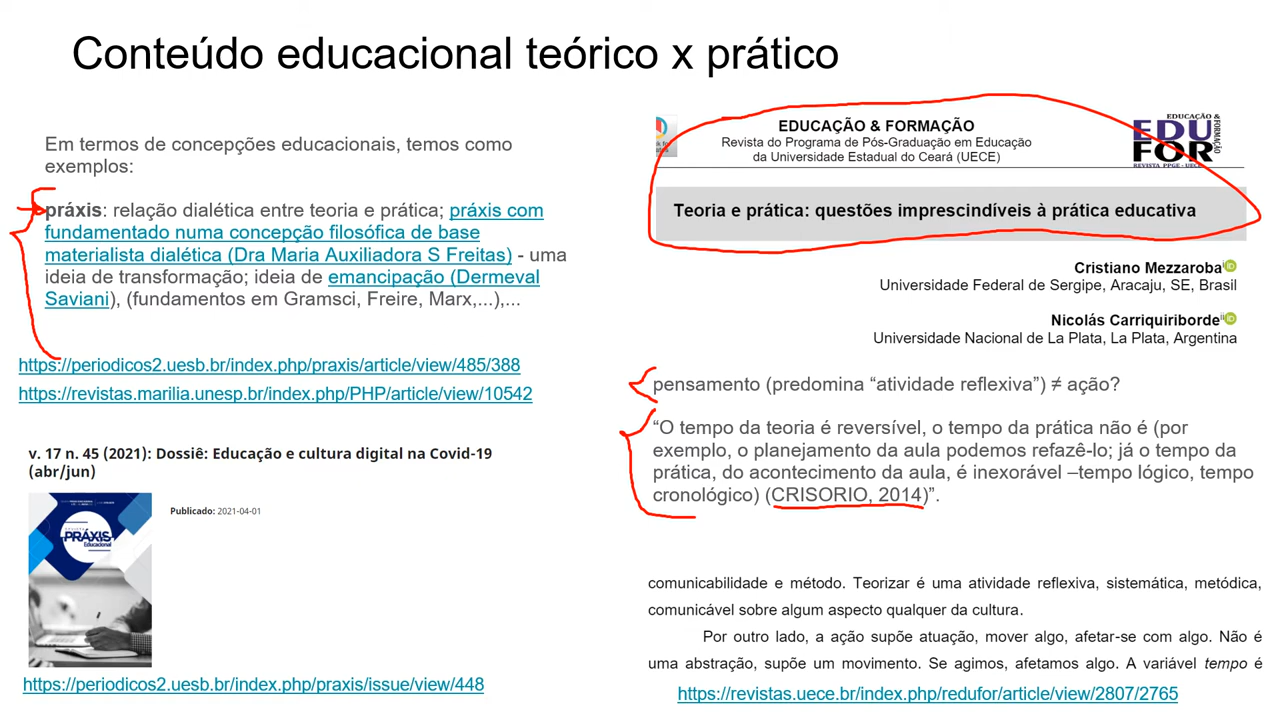 Conteúdo educacional teórico x prático
Em termos de concepções educacionais, temos como
exemplos:
práxis: relação dialética entre teoria e prática; práxis com
fundamentado numa concepção filosófica de base
materialista dialética (Dra Maria Auxiliadora S Freitas) - uma
ideia de transformação; ideia de emancipação (Dermeval
Saviani), (fundamentos em Gramsci, Freire, Marx,...),...
https://periodicos2.uesb.br/index.php/praxis/article/view/485/388
https://revistas.marilia.unesp.br/index.php/PHP/article/view/10542
v. 17 n. 45 (2021): Dossiê: Educação e cultura digital na Covid-19
(abr/jun)
Publicado: 2021-04-01
PRÁXIS
Educacional
https://periodicos2.uesb.br/index.php/praxis/issue/view/448
EDUCAÇÃO & FORMAÇÃO
Revista do Programa de Pós-Graduação em Educação
da Universidade Estadual do Ceará (UECE)
EDUCAÇÃO &
FORMAÇÃO
EDU
FOR
REVISTA PPGE - UECE
Teoria e prática: questões imprescindíveis à prática educativa
Cristiano Mezzaroba
Universidade Federal de Sergipe, Aracaju, SE, Brasil
Nicolás Carriquiriborde
Universidade Nacional de La Plata, La Plata, Argentina
pensamento (predomina “atividade reflexiva”) ≠ ação?
“O tempo da teoria é reversível, o tempo da prática não é (por
exemplo, o planejamento da aula podemos refazê-lo; já o tempo da
prática, do acontecimento da aula, é inexorável –tempo lógico, tempo
cronológico) (CRISORIO, 2014)”.
comunicabilidade e método. Teorizar é uma atividade reflexiva, sistemática, metódica,
comunicável sobre algum aspecto qualquer da cultura.
Por outro lado, a ação supõe atuação, mover algo, afetar-se com algo. Não é
uma abstração, supõe um movimento. Se agimos, afetamos algo. A variável tempo é
https://revistas.uece.br/index.php/redufor/article/view/2807/2765